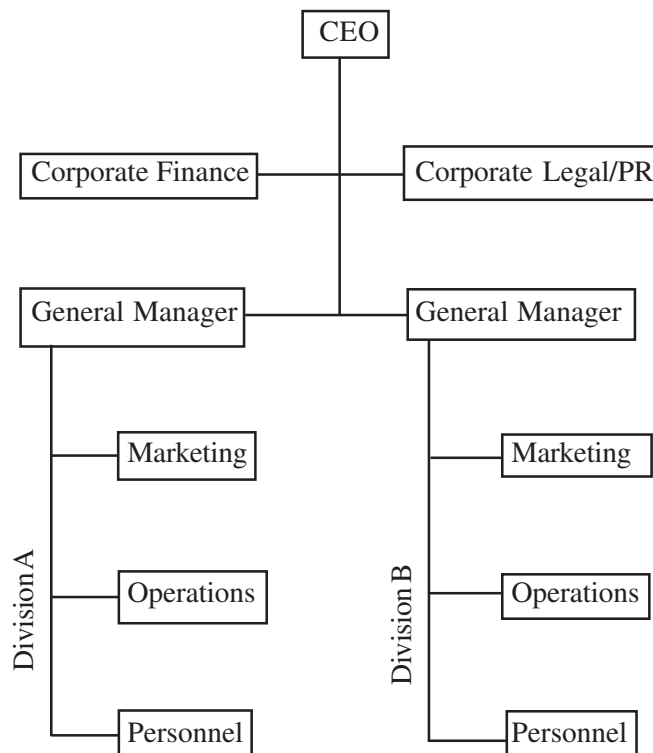 CEO
Corporate Finance
Corporate Legal/PR
General Manager
General Manager
Division A
Marketing
Operations
Personnel
Division B
Marketing
Operations
Personnel